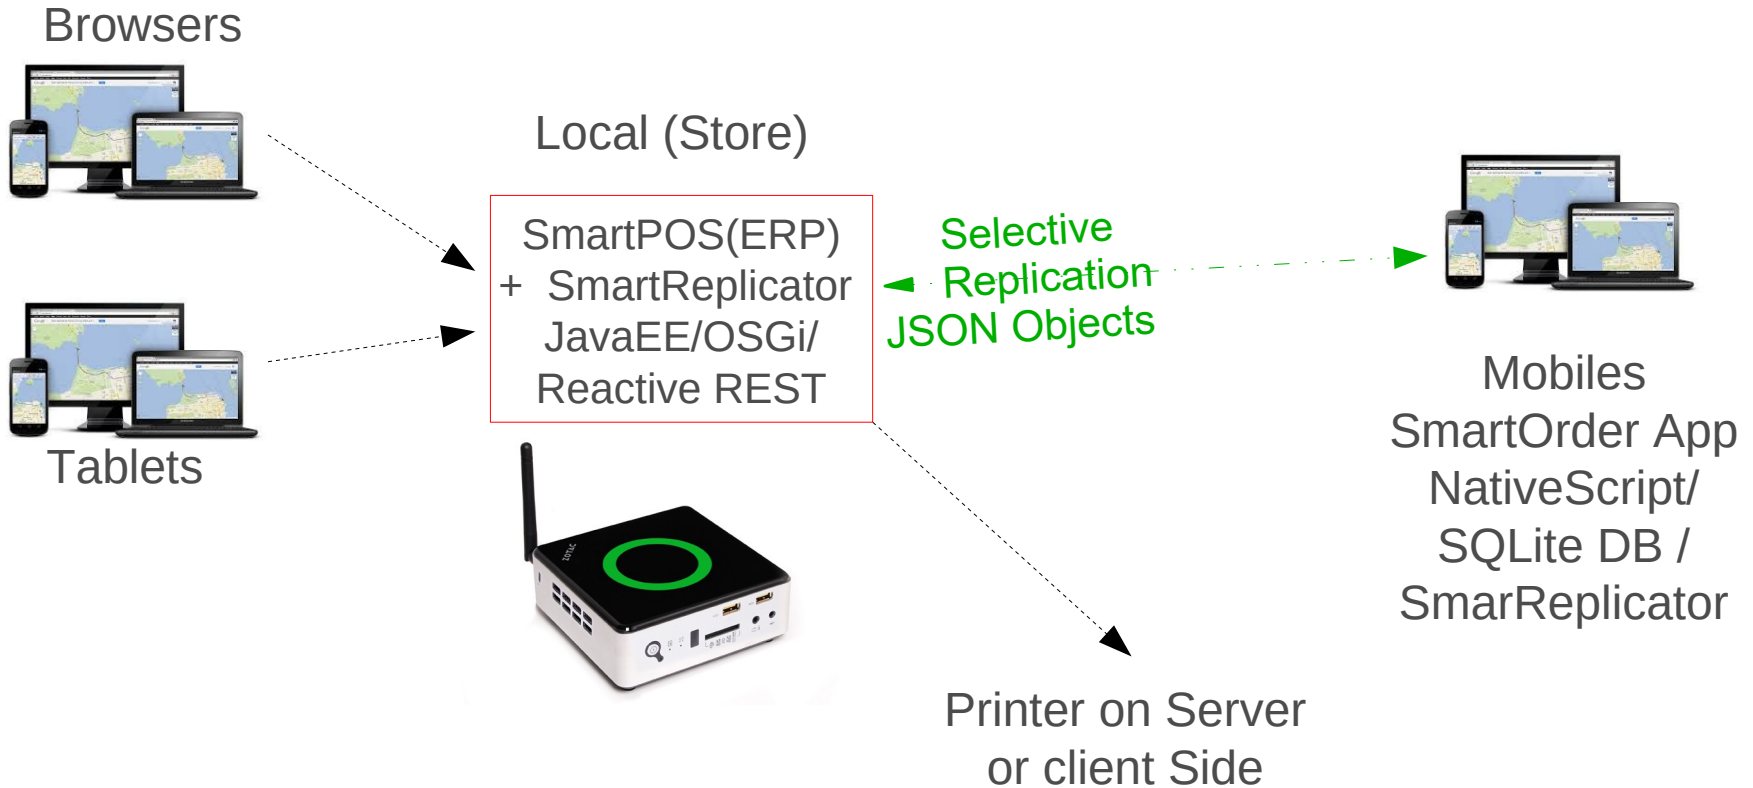 Browsers
Local (Store)
SmartPOS(ERP)
+ SmartReplicator
JavaEE/OSGi/
Reactive REST
Selective
Replication
JSON Objects
Tablets
ZOTAC
Mobiles
SmartOrder App
NativeScript/
SQLite DB /
SmarReplicator
Printer on Server
or client Side